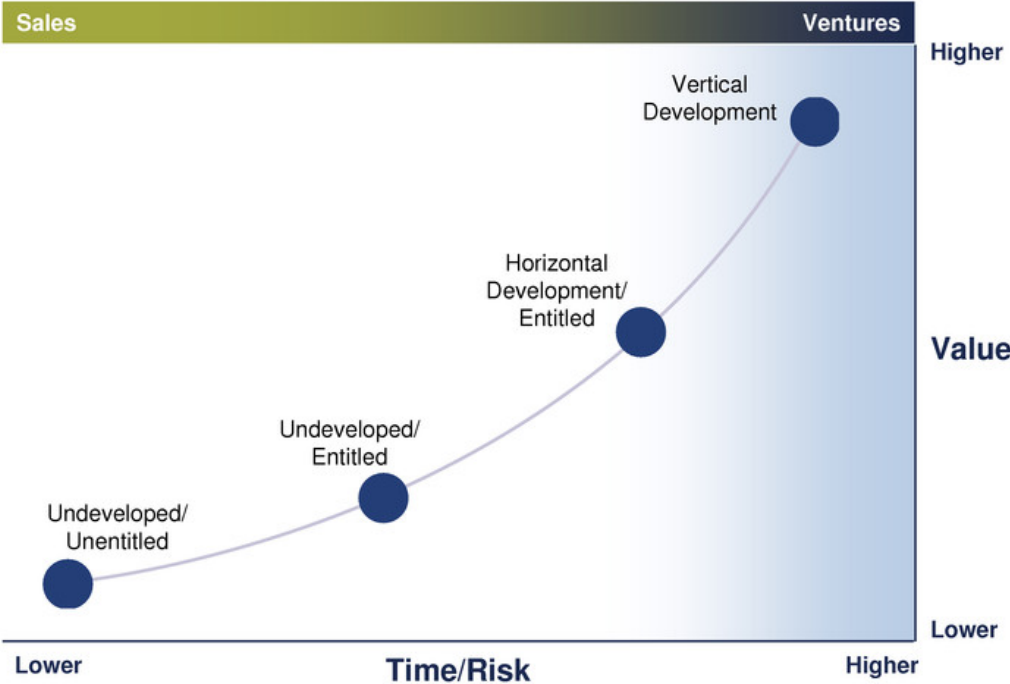 Sales
Ventures
Higher
Vertical
Development
Horizontal
Development/
Entitled
Value
Undeveloped/
Entitled
Undeveloped/
Unentitled
Lower
Lower
Time/Risk
Higher